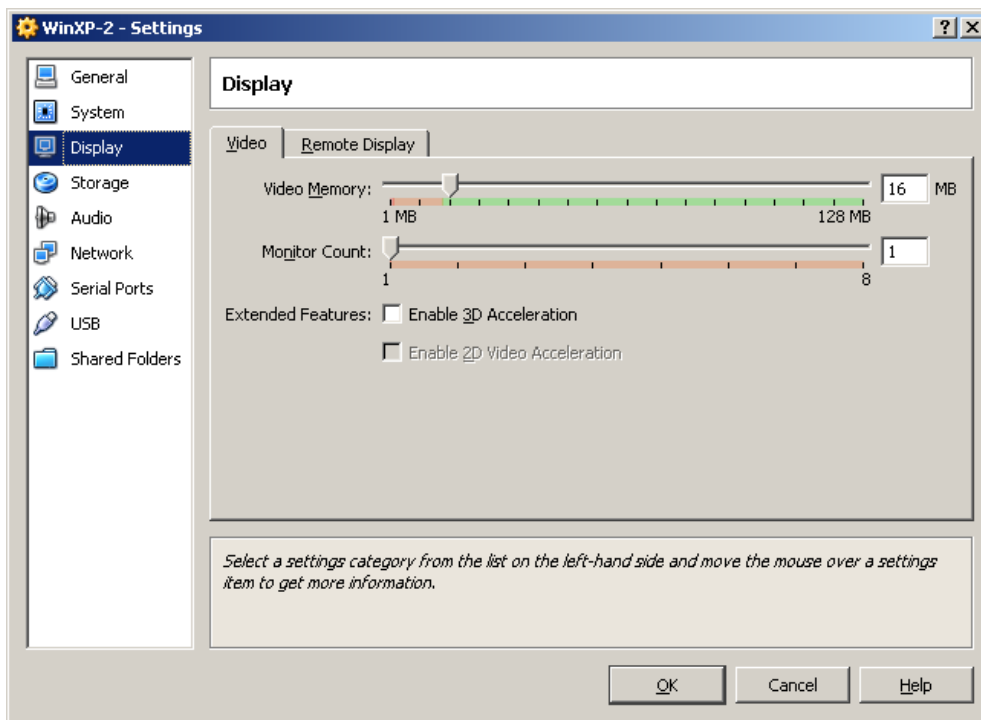 WinXP-2 - Settings
General
System
Display
Storage
Audio
Network
Serial Ports
USB
Shared Folders
Display
Video
Remote Display
Video Memory: 16 MB
1 MB 128 MB
Monitor Count: 1
1 8
Extended Features: Enable 3D Acceleration
Enable 2D Video Acceleration
Select a settings category from the list on the left-hand side and move the mouse over a settings
item to get more information.
OK Cancel Help